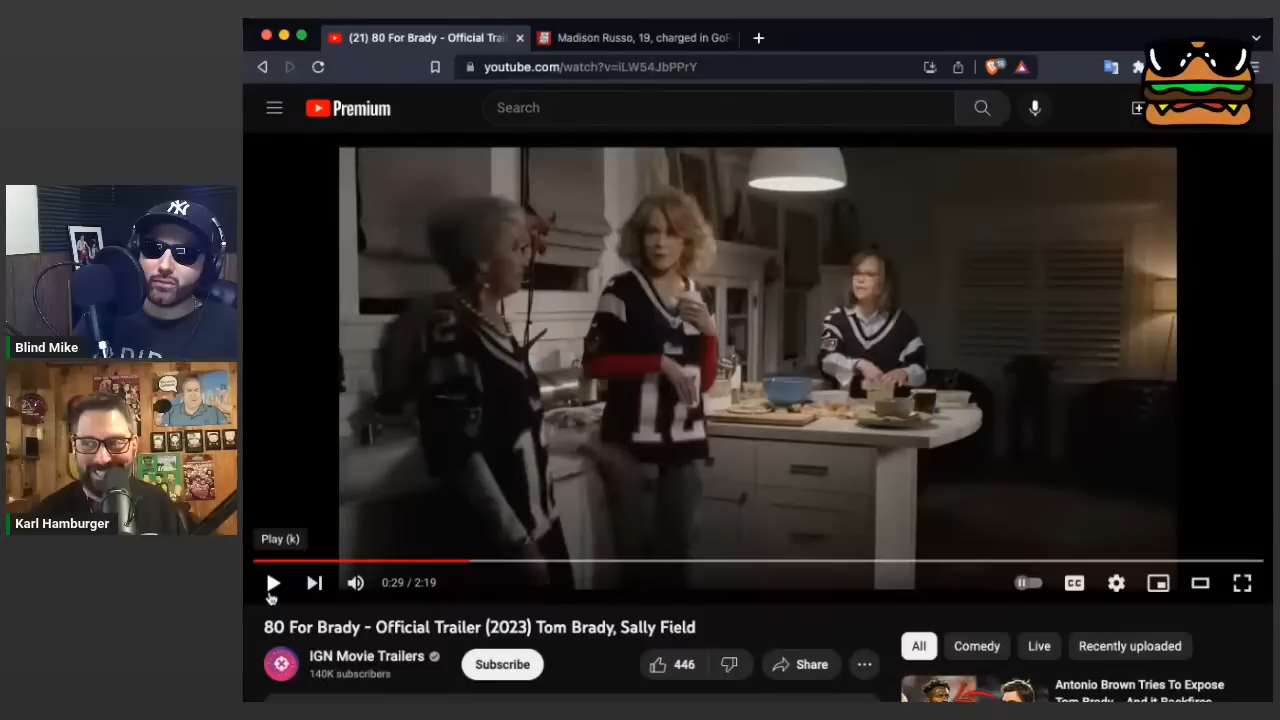 (21) 80 For Brady - Official Trai
Madison Russo, 19, charged in GoF
youtube.com/watch?v=iLW54JbPPrY
Premium
Search
12
Blind Mike
Karl Hamburger
Play (k)
0:29 / 2:19
CC
80 For Brady - Official Trailer (2023) Tom Brady, Sally Field
IGN Movie Trailers
140K subscribers
Subscribe
446
Share
All
Comedy
Live
Recently uploaded
Antonio Brown Tries To Expose